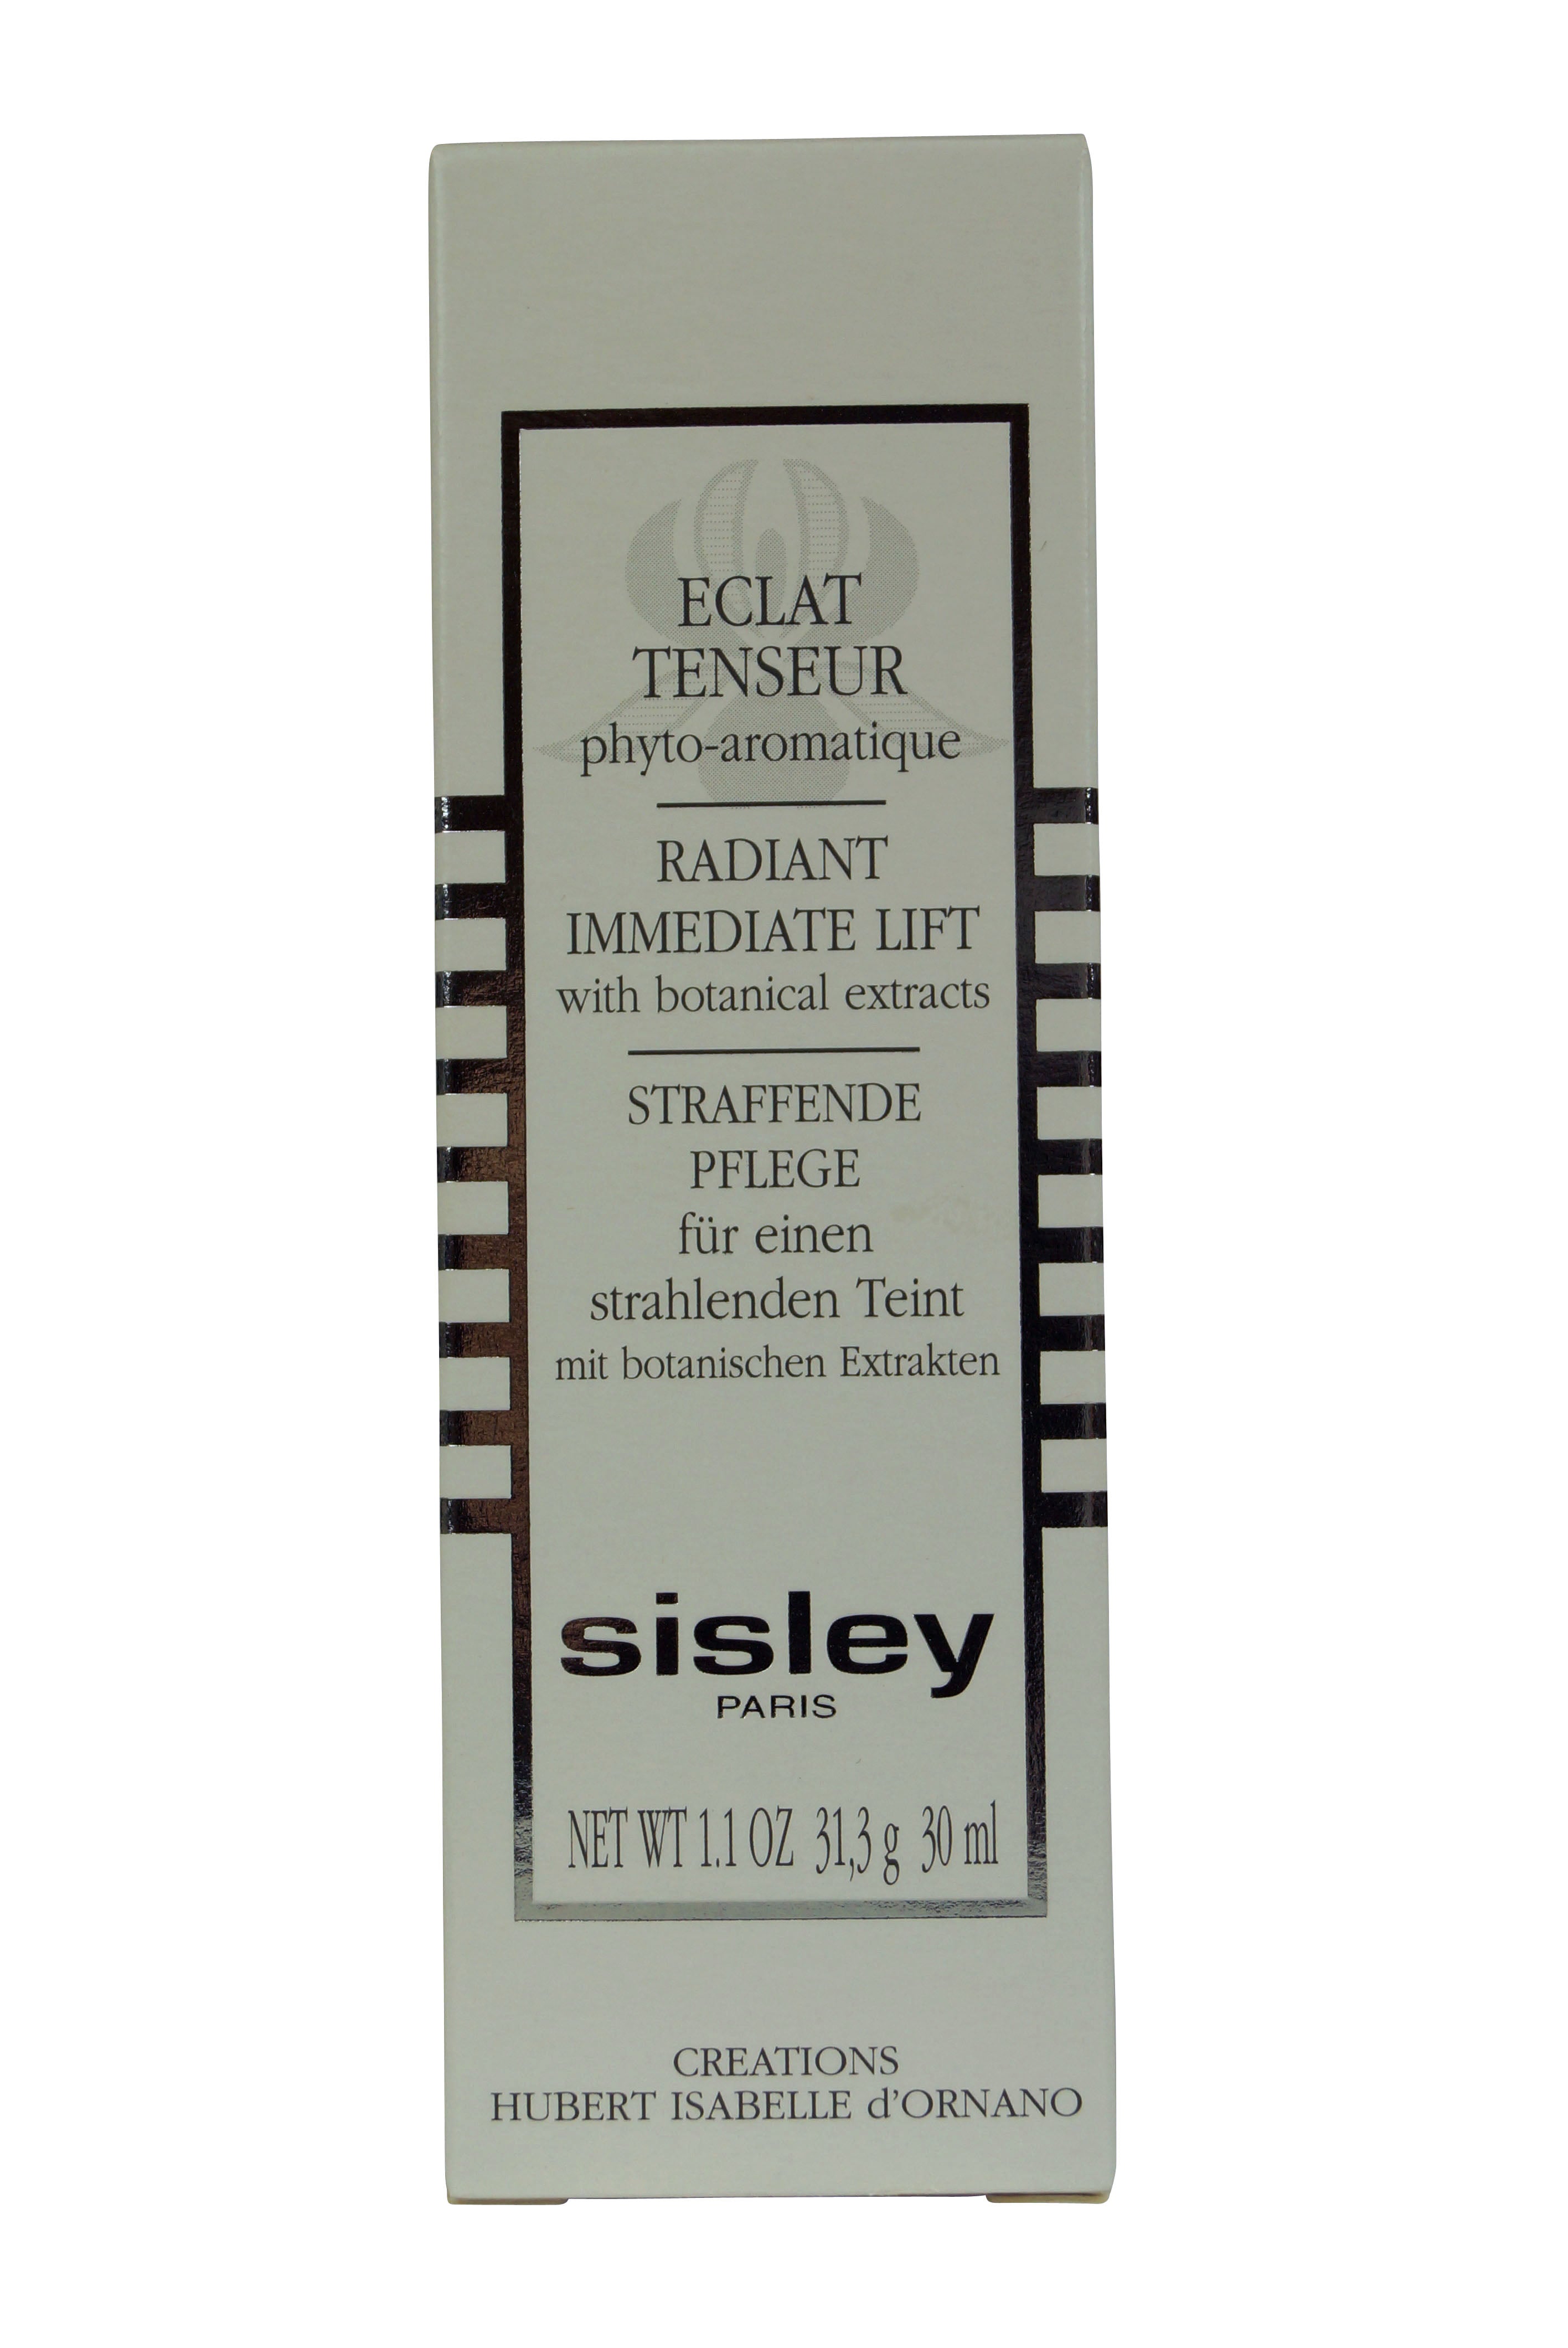 ECLAT
TENSEUR
phyto-aromatique
RADIANT
IMMEDIATE LIFT
with botanical extracts
STRAFFENDE
PFLEGE
für einen
strahlenden Teint
mit botanischen Extrakten
sisley
PARIS
NET WT 1.1 OZ 31,3 g 30 ml
CREATIONS
HUBERT ISABELLE d'ORNANO